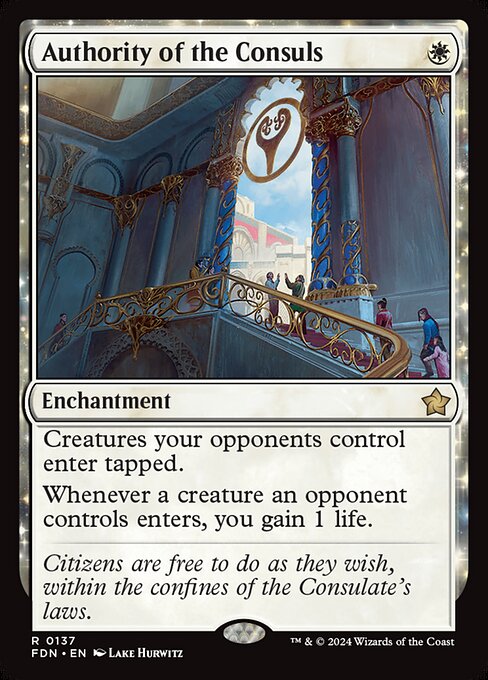 Authority of the Consuls
Enchantment
Creatures your opponents control
enter tapped.
Whenever a creature an opponent
controls enters, you gain 1 life.
Citizens are free to do as they wish,
within the confines of the Consulate's
laws.
R 0137
FDN • EN Lake Hurwitz
™ & © 2024 Wizards of the Coast